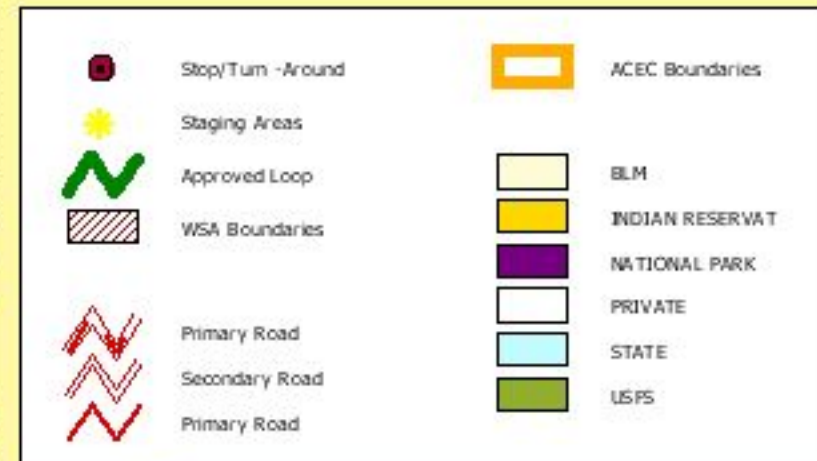 Stop/Turn -Around
Staging Areas
Approved Loop
WSA Boundaries
Primary Road
Secondary Road
Primary Road
ACEC Boundaries
BLM
INDIAN RESERVAT
NATIONAL PARK
PRIVATE
STATE
USFS